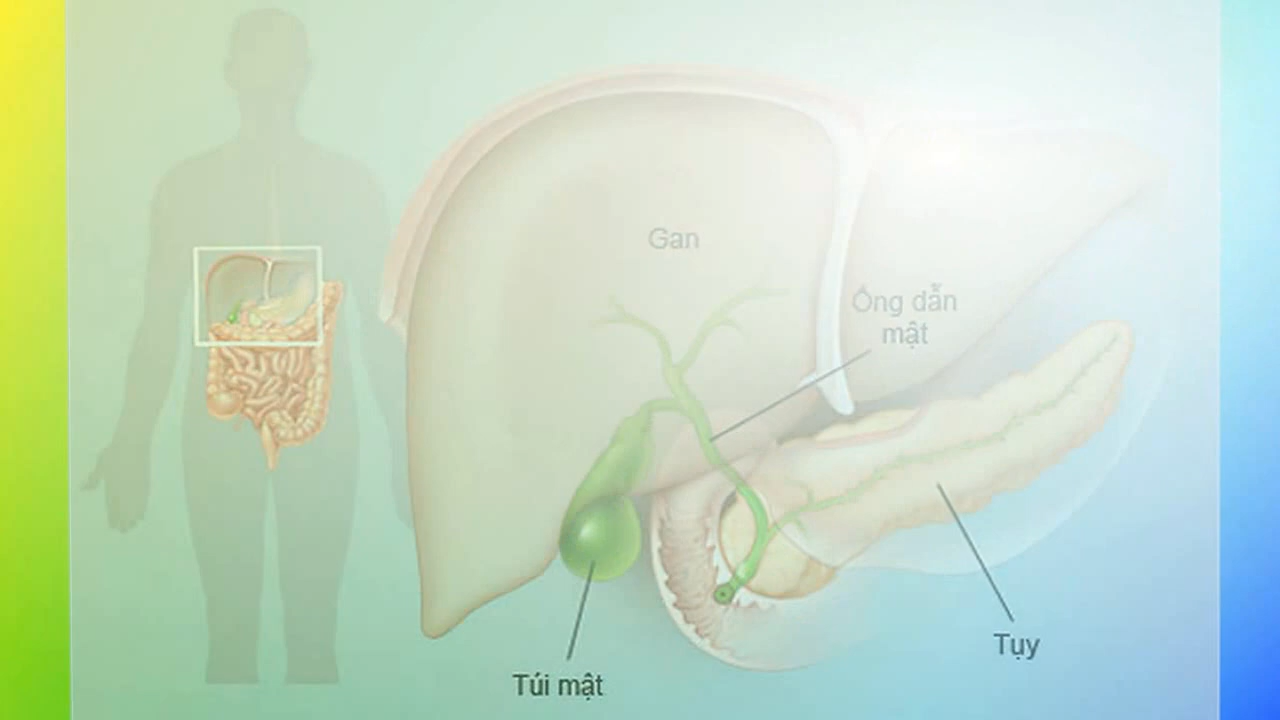 Gan
Ống dẫn
mật
Tụy
Túi mật